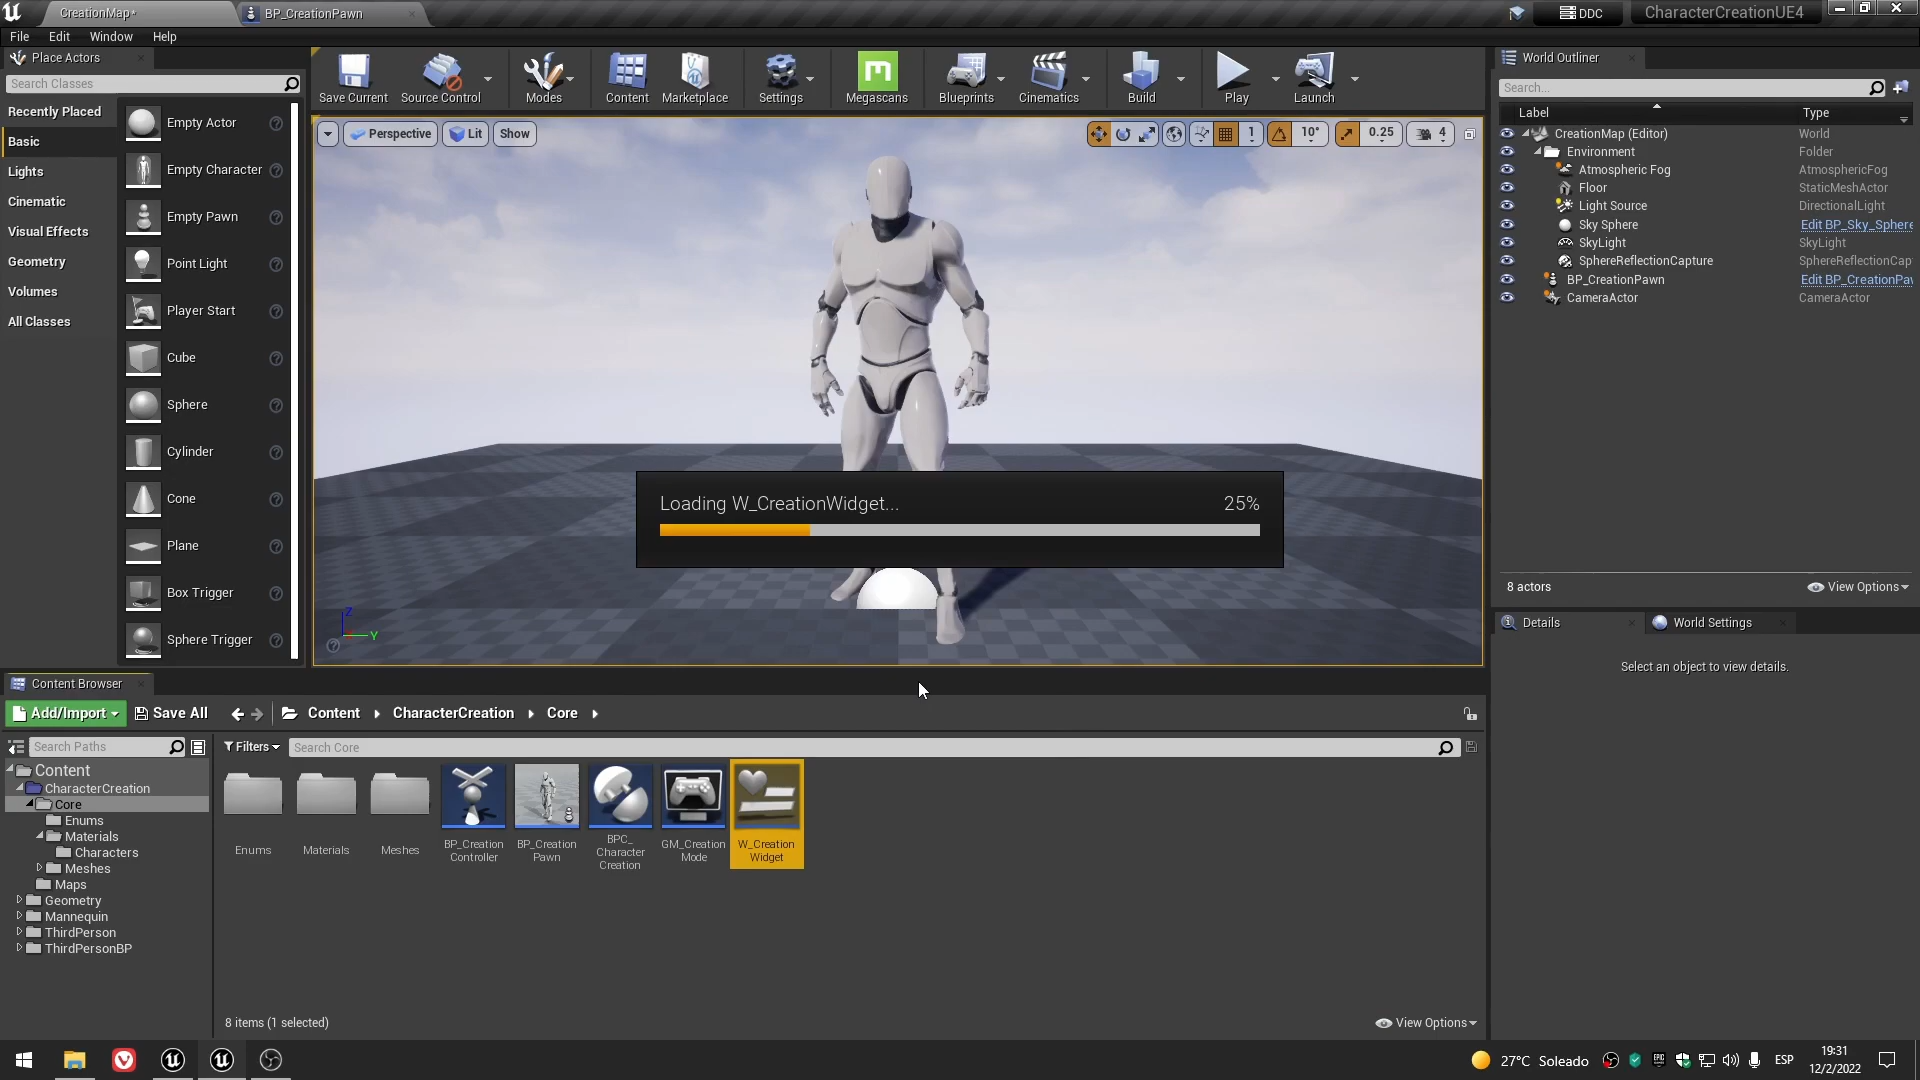 CreationMap*
BP_CreationPawn
DDC
CharacterCreationUE4
File
Edit
Window
Help
Place Actors
World Outliner
Search Classes
Recently Placed
Basic
Lights
Cinematic
Visual Effects
Geometry
Volumes
All Classes
Empty Actor
Empty Character
Empty Pawn
Point Light
Player Start
Cube
Sphere
Cylinder
Cone
Plane
Box Trigger
Sphere Trigger
Save Current
Source Control
Modes
Content
Marketplace
Settings
Megascans
Blueprints
Cinematics
Build
Play
Launch
Perspective
Lit
Show
1
10°
0.25
4
Loading W_CreationWidget...
25%
Z
Y
Search...
Label
Type
CreationMap (Editor)
World
Environment
Folder
Atmospheric Fog
AtmosphericFog
Floor
StaticMeshActor
Light Source
DirectionalLight
Sky Sphere
Edit BP_Sky_Sphere
SkyLight
SkyLight
SphereReflectionCapture
SphereReflectionCap
BP_CreationPawn
Edit BP_CreationPaw
CameraActor
CameraActor
8 actors
View Options
Details
World Settings
Select an object to view details.
Content Browser
Add/Import
Save All
Content
CharacterCreation
Core
Search Paths
Filters
Search Core
Content
CharacterCreation
Core
Enums
Materials
Characters
Meshes
Maps
Geometry
Mannequin
ThirdPerson
ThirdPersonBP
Enums
Materials
Meshes
BP_Creation
Controller
BP_Creation
Pawn
BPC_
Character
Creation
GM_Creation
Mode
W_Creation
Widget
8 items (1 selected)
View Options
27°C Soleado
EPIC
ESP
19:31
12/2/2022